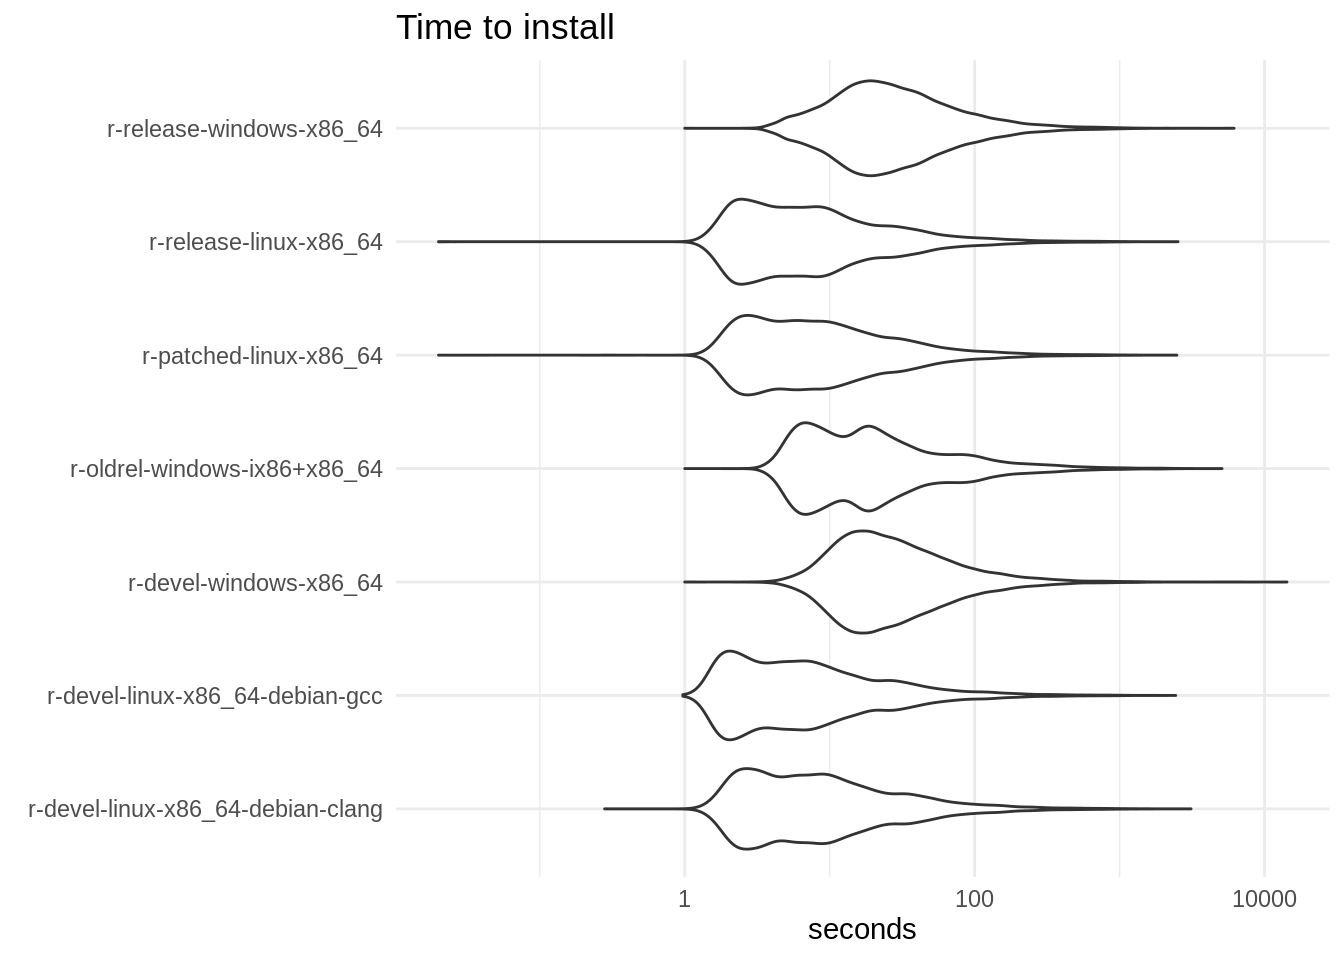 Time to install
r-release-windows-x86_64
r-release-linux-x86_64
r-patched-linux-x86_64
r-oldrel-windows-ix86+x86_64
r-devel-windows-x86_64
r-devel-linux-x86_64-debian-gcc
r-devel-linux-x86_64-debian-clang
1 100 10000
seconds